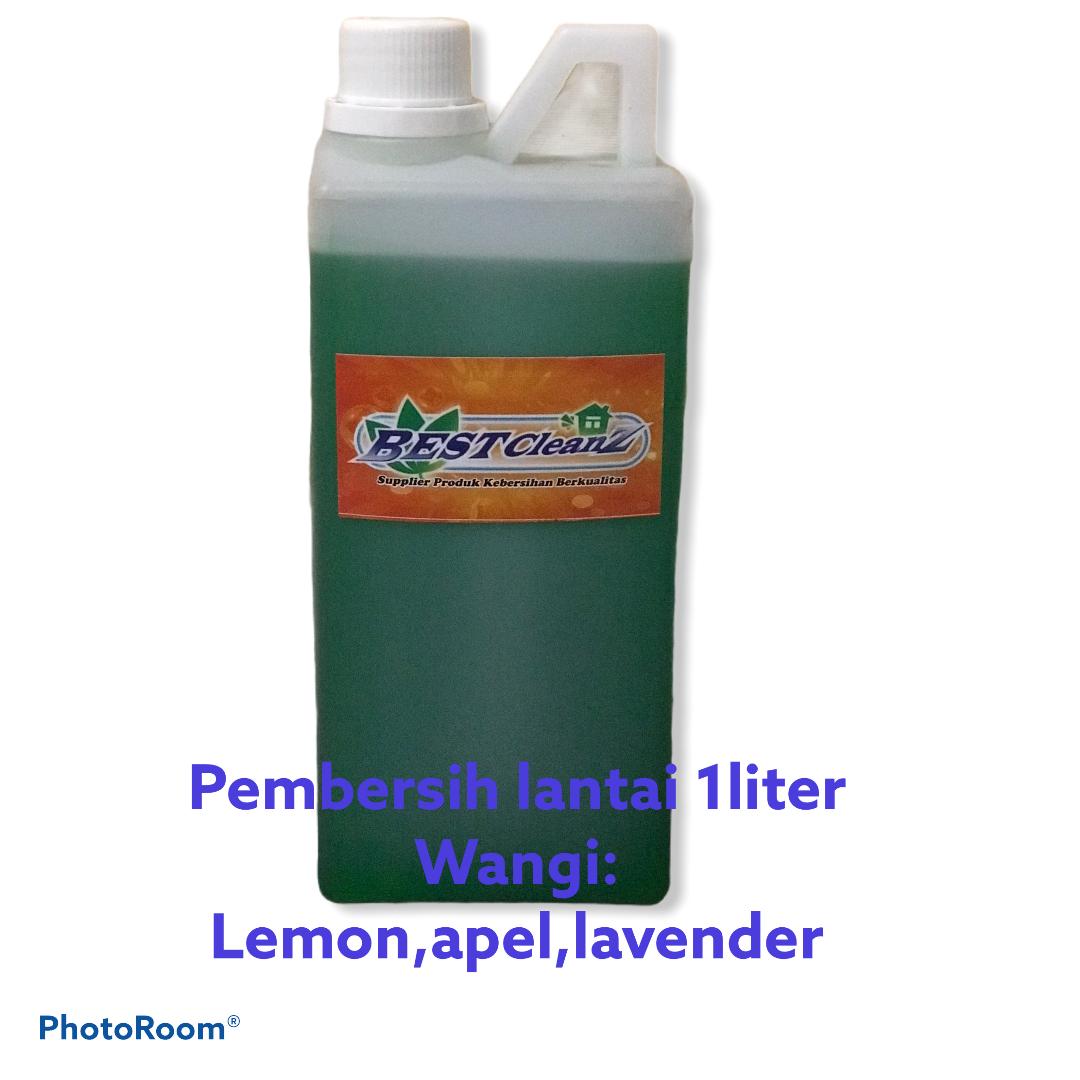 BESTCleanZ
Supplier Produk Kebersihan Berkualitas
Pembersih lantai 1liter
Wangi:
Lemon,apel,lavender
PhotoRoom®